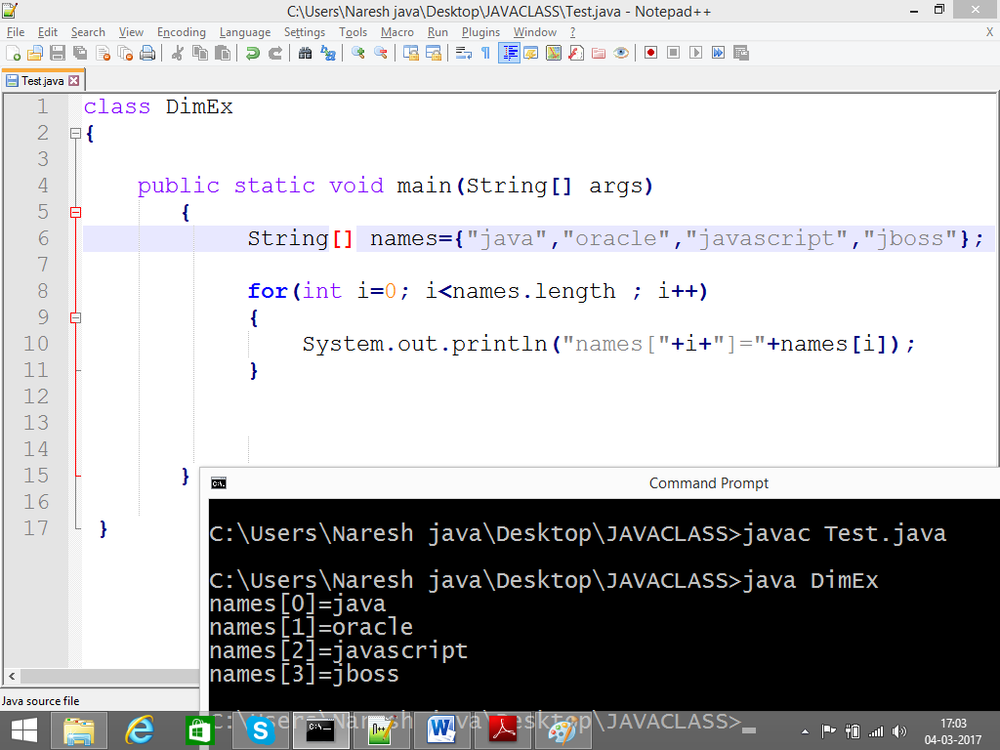 C:\Users\Naresh java\Desktop\JAVACLASS\Test.java - Notepad++
File Edit Search View Encoding Language Settings Tools Macro Run Plugins Window ? X
Test.java
1 class DimEx
2 {
3
4 public static void main(String[] args)
5 {
6 String[] names={"java","oracle","javascript","jboss"};
7
8 for(int i=0; i<names.length ; i++)
9 {
10 System.out.println("names["+i+"]="+names[i]);
11 }
12
13
14
15 }
16
17 }
Command Prompt
C:\Users\Naresh java\Desktop\JAVACLASS>javac Test.java
C:\Users\Naresh java\Desktop\JAVACLASS>java DimEx
names[0]=java
names[1]=oracle
names[2]=javascript
names[3]=jboss
C:\Users\Naresh java\Desktop\JAVACLASS>
Java source file
17:03
04-03-2017